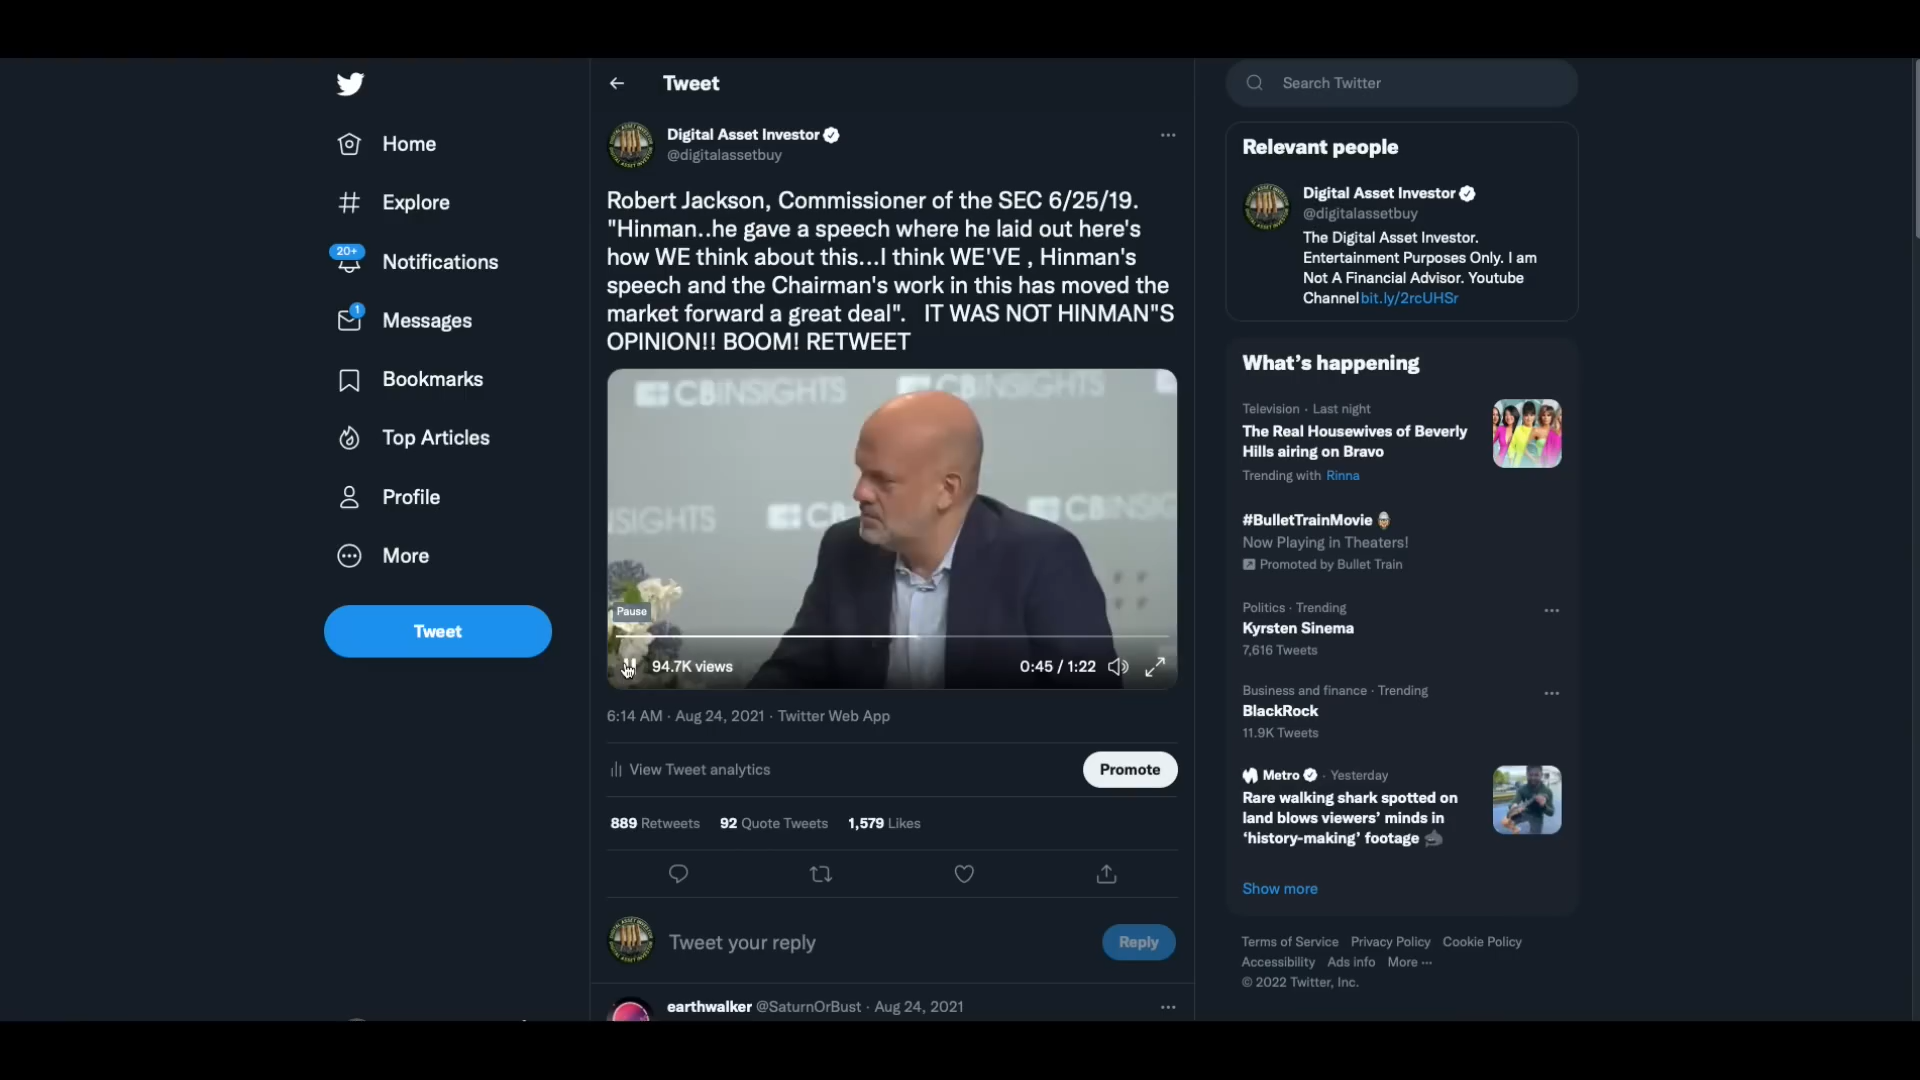 Home
Explore
20+
Notifications
1
Messages
Bookmarks
Top Articles
Profile
More
Tweet
Tweet
Digital Asset Investor
@digitalassetbuy
Robert Jackson, Commissioner of the SEC 6/25/19.
"Hinman..he gave a speech where he laid out here's
how WE think about this...I think WE'VE , Hinman's
speech and the Chairman's work in this has moved the
market forward a great deal". IT WAS NOT HINMAN"S
OPINION!! BOOM! RETWEET
CBINSIGHTS CBINSIGHTS
Pause
94.7K views
0:45 / 1:22
6:14 AM · Aug 24, 2021 · Twitter Web App
View Tweet analytics
Promote
889 Retweets 92 Quote Tweets 1,579 Likes
Tweet your reply
Reply
earthwalker @SaturnOrBust · Aug 24, 2021
Search Twitter
Relevant people
Digital Asset Investor
@digitalassetbuy
The Digital Asset Investor.
Entertainment Purposes Only. I am
Not A Financial Advisor. Youtube
Channelbit.ly/2rcUHSr
What's happening
Television · Last night
The Real Housewives of Beverly
Hills airing on Bravo
Trending with Rinna
#BulletTrainMovie
Now Playing in Theaters!
Promoted by Bullet Train
Politics · Trending
Kyrsten Sinema
7,616 Tweets
Business and finance · Trending
BlackRock
11.9K Tweets
Metro · Yesterday
Rare walking shark spotted on
land blows viewers' minds in
'history-making' footage
Show more
Terms of Service Privacy Policy Cookie Policy
Accessibility Ads info More ···
© 2022 Twitter, Inc.